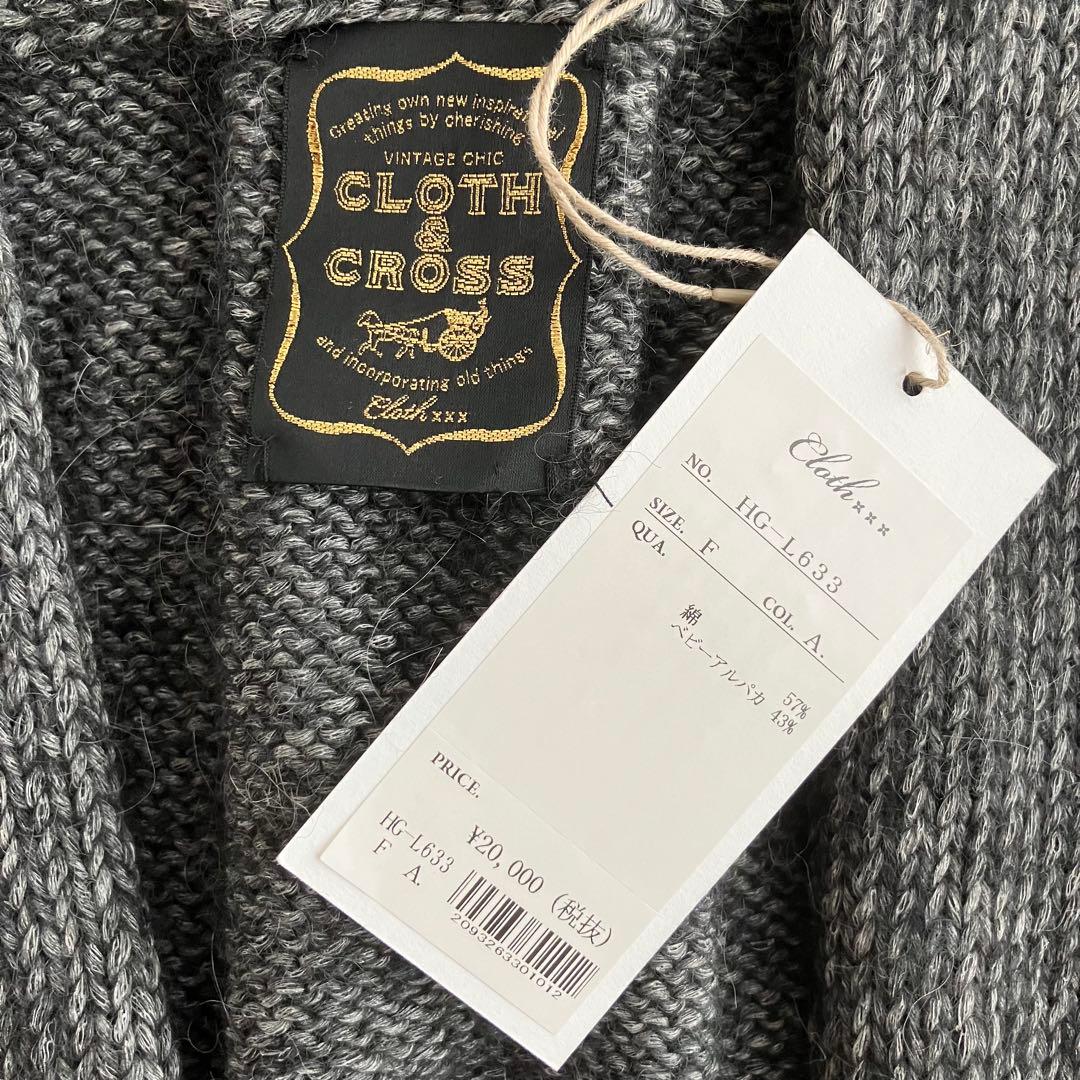 Creating own new inspirational
things by cherishing
VINTAGE CHIC
CLOTH
&
CROSS
and incorporating old things
Cloth xxx
Cloth xxx
NO. HG-L633
SIZE. F COL. A.
QUA.
綿 57%
ベビーアルパカ 43%
PRICE.
¥20,000 (税抜)
HG-L633
F A.
2093263301012